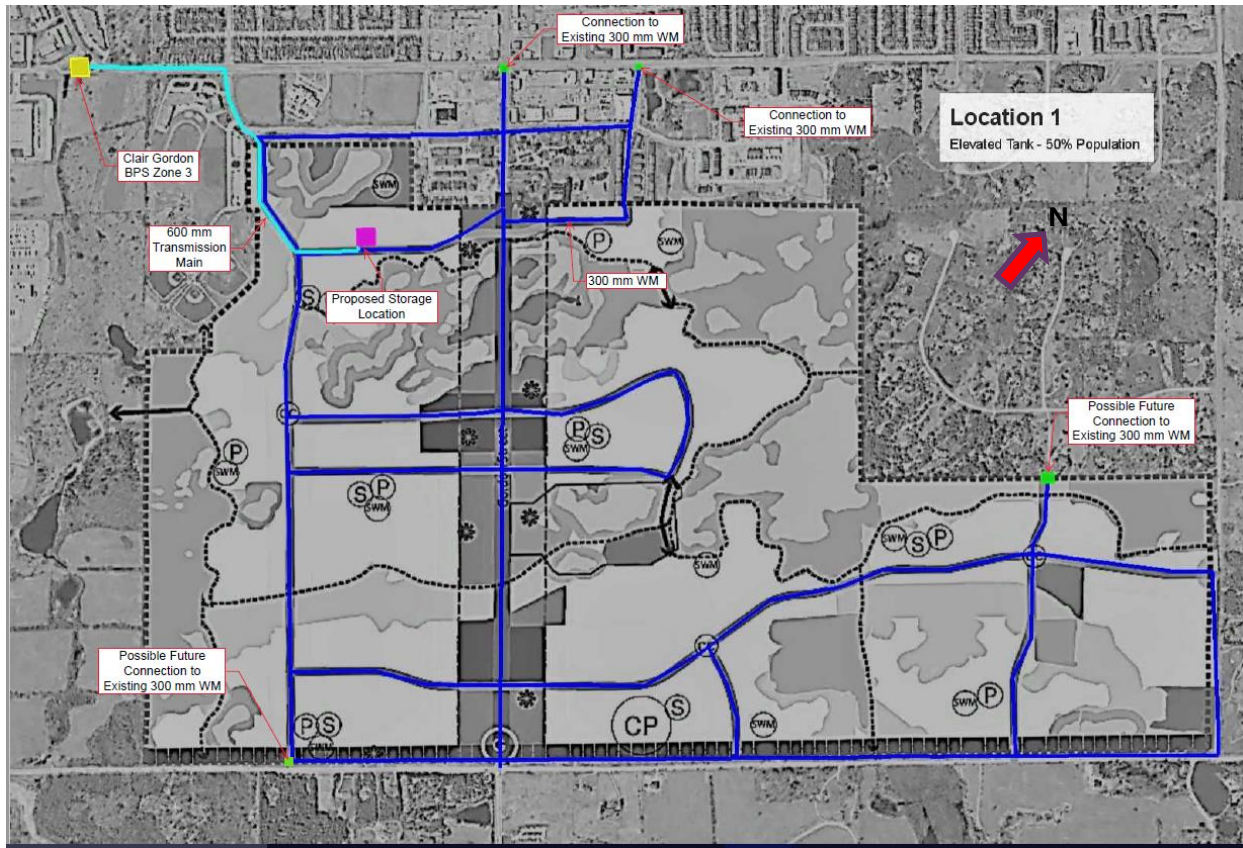 Connection to
Existing 300 mm WM
Connection to
Existing 300 mm WM
Location 1
Elevated Tank - 50% Population
Clair Gordon
BPS Zone 3
SWM
N
600 mm
Transmission
Main
P
SWM
300 mm WM
S
Proposed Storage
Location
Possible Future
Connection to
Existing 300 mm WM
P
SWM
P
S
SWM
S
P
SWM
SWM
S
P
SWM
Possible Future
Connection to
Existing 300 mm WM
P
S
SWM
CP
S
SWM
SWM
P